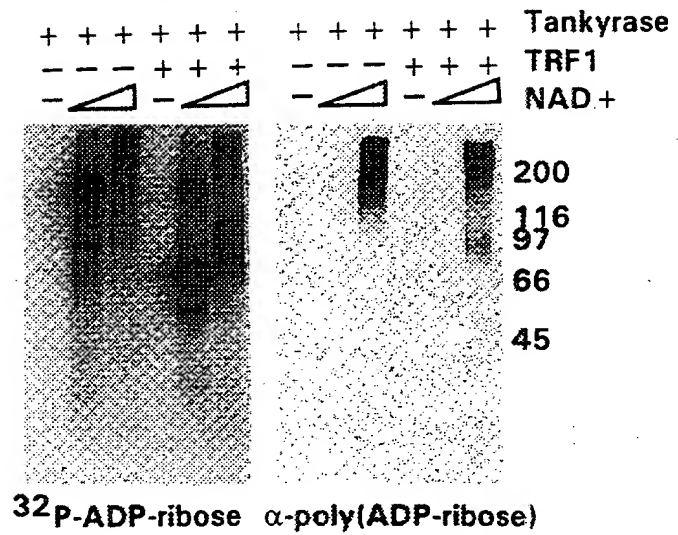 + + + + + + + + + + + + Tankyrase
− − − + + + − − − + + + TRF1
− − − − NAD+
200
116
97
66
45
32P-ADP-ribose α-poly(ADP-ribose)